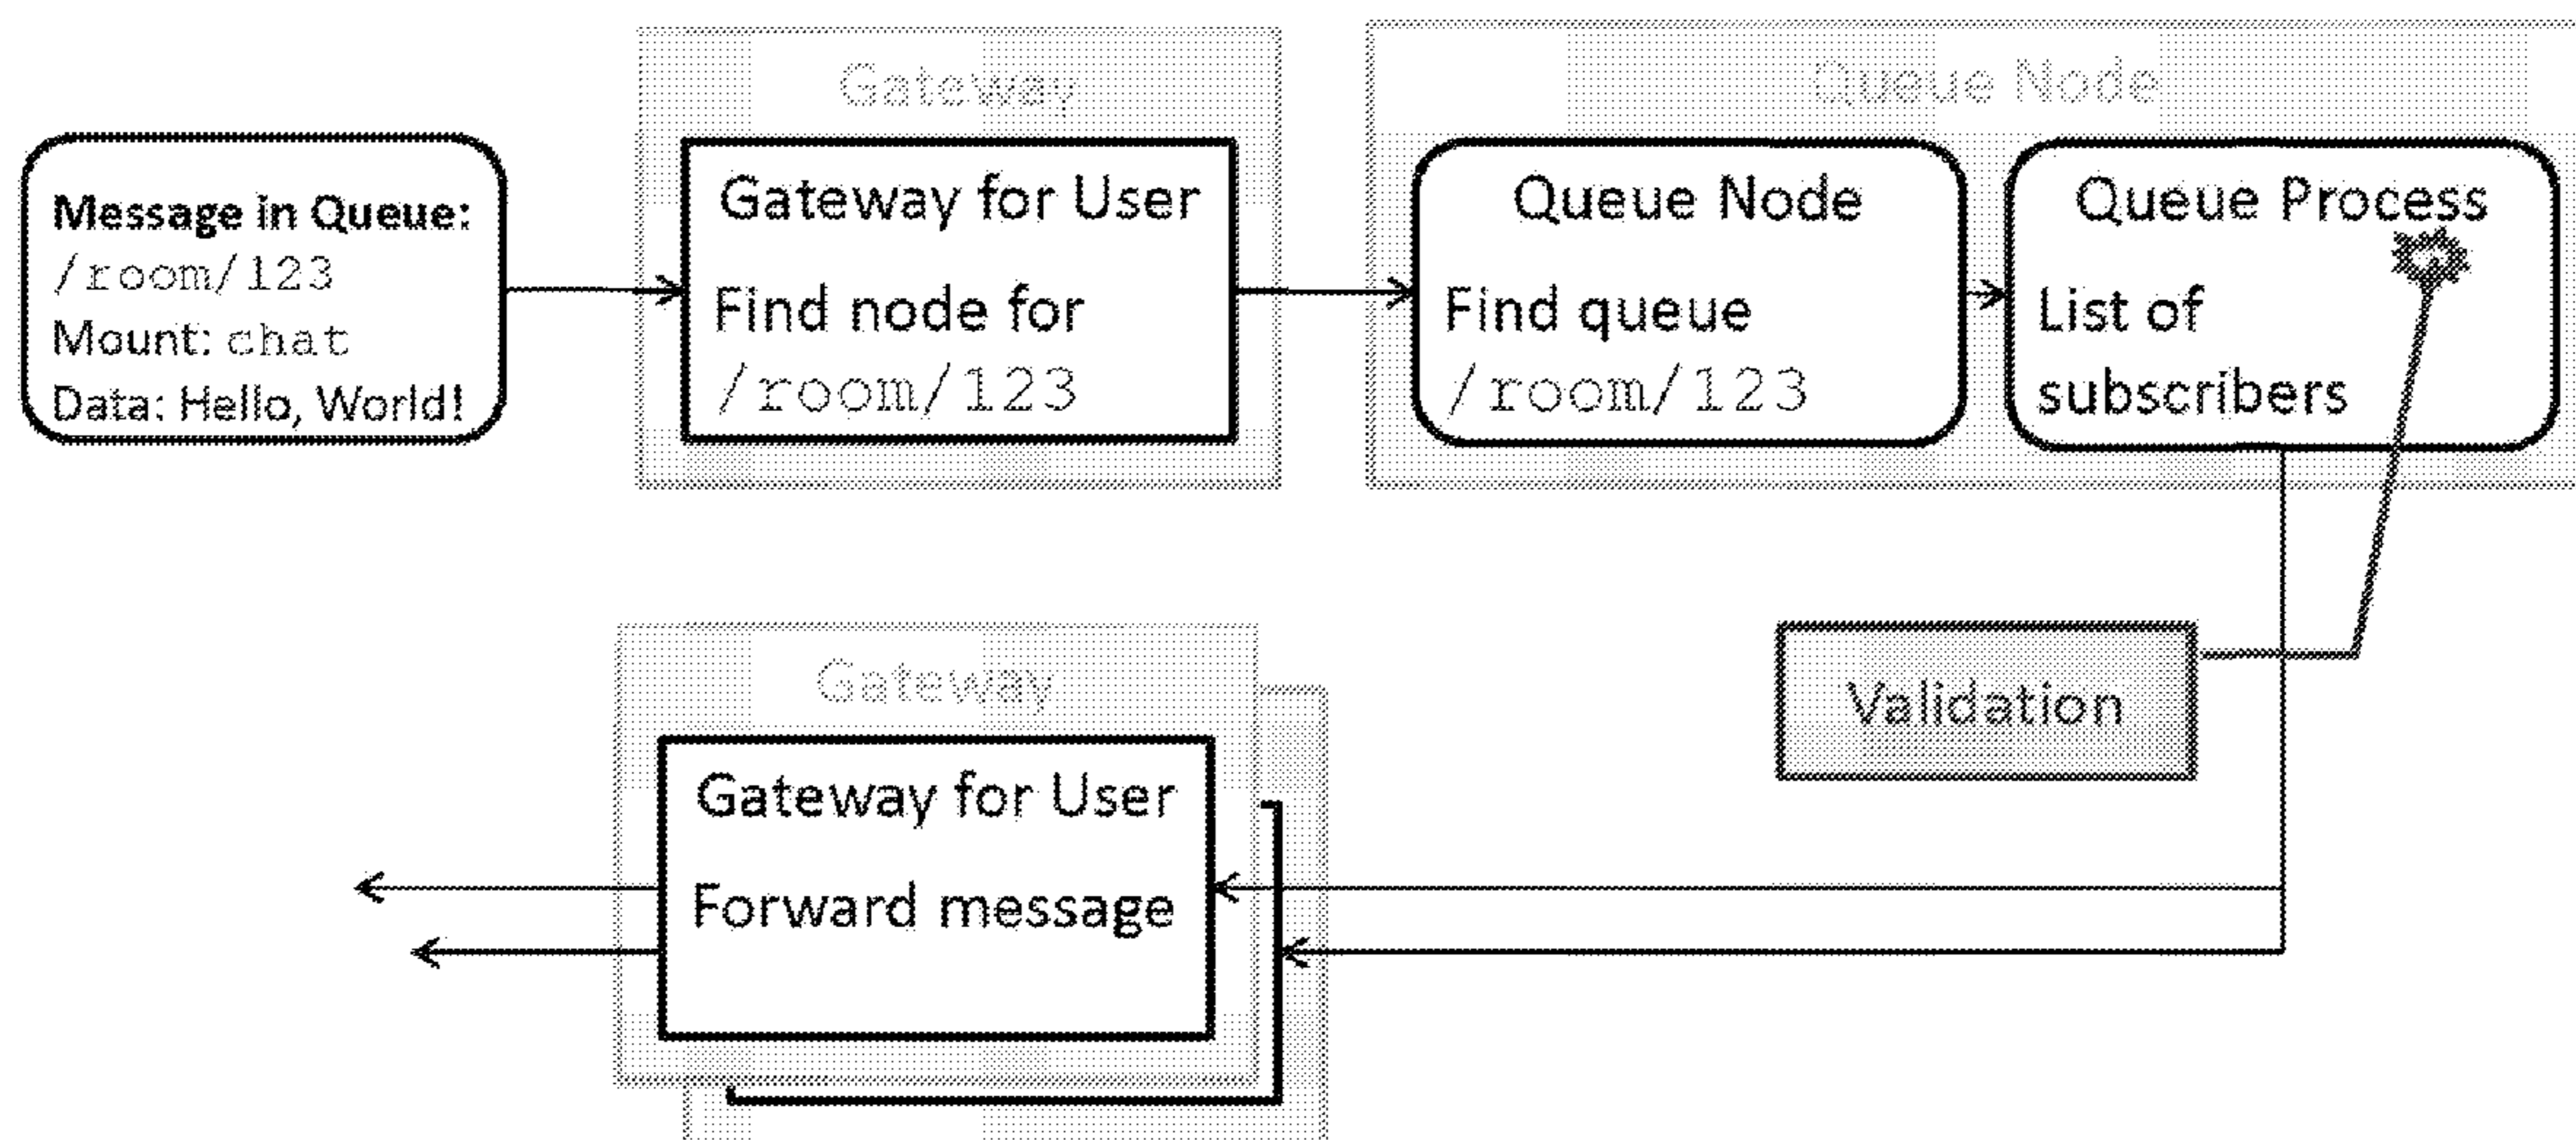 Gateway
Queue Node
Message in Queue:
/room/123
Mount: chat
Data: Hello, World!
Gateway for User
Find node for
/room/123
Queue Node
Find queue
/room/123
Queue Process
List of
subscribers
Validation
Gateway
Gateway for User
Forward message